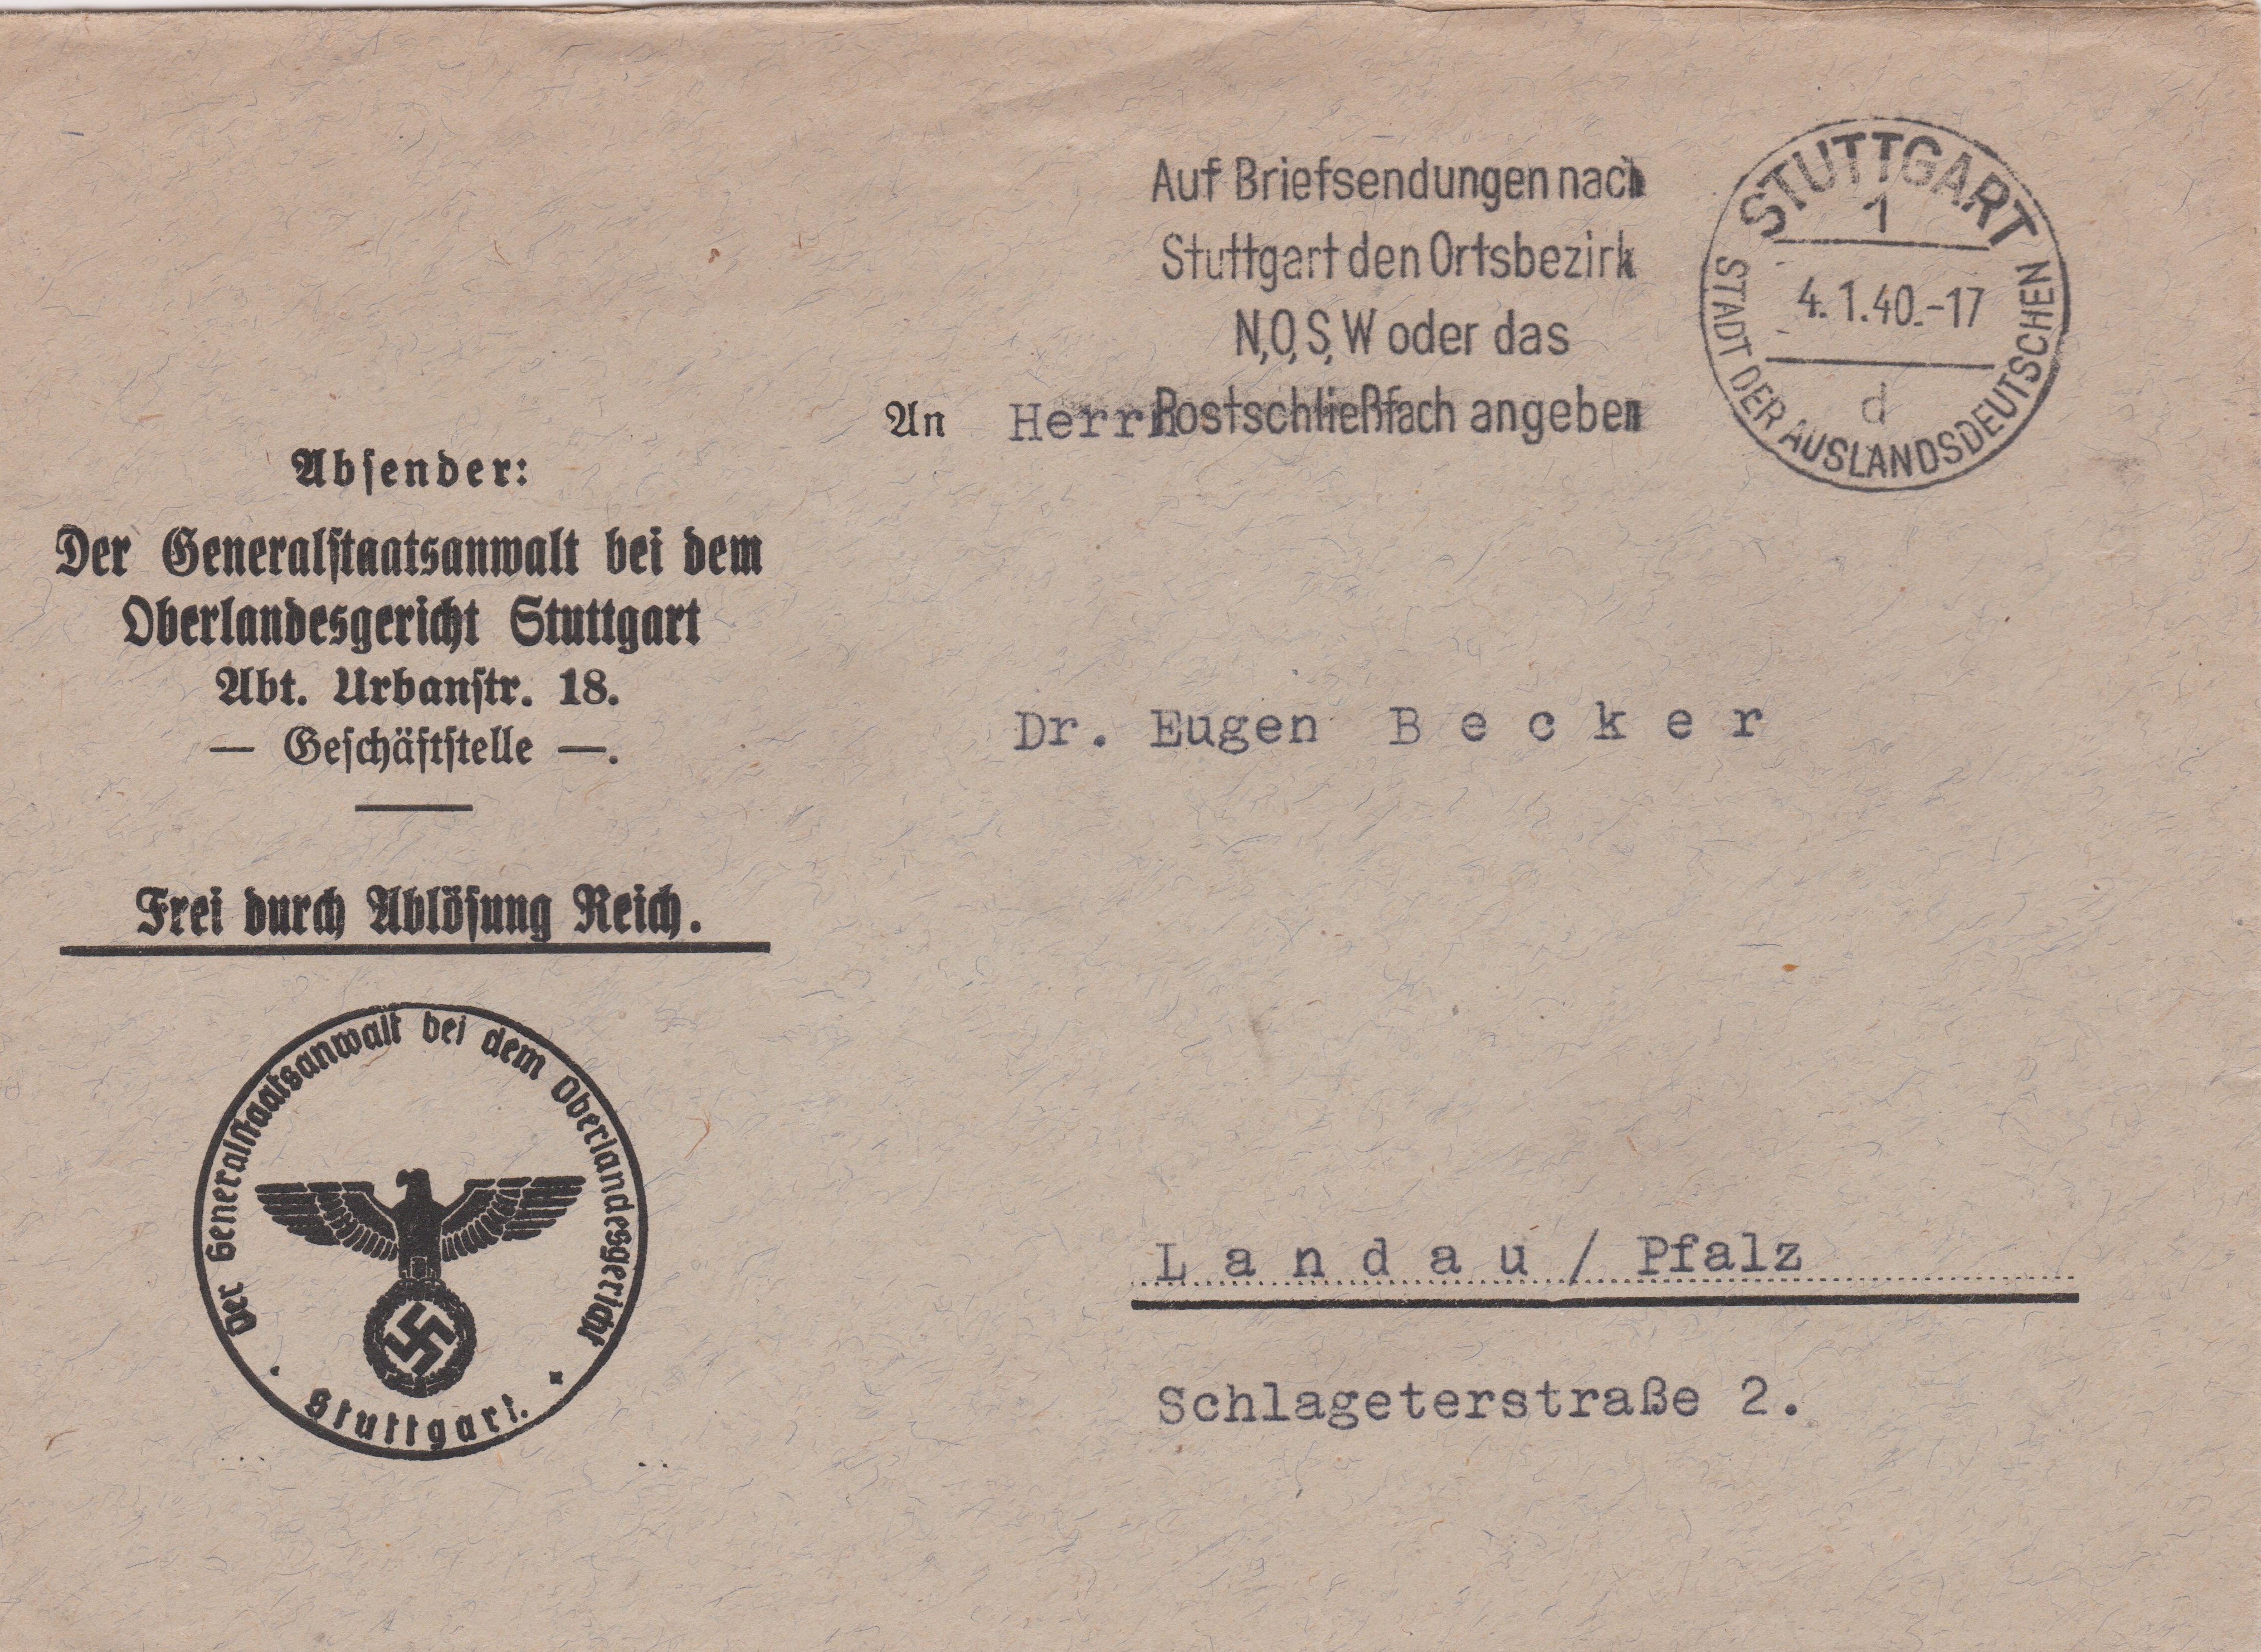 Auf Briefsendungen nach
Stuttgart den Ortsbezirk
N,O,S,W oder das
Postschließfach angeben
STUTTGART
1
4.1.40.-17
d
STADT DER AUSLANDSDEUTSCHEN
An Herrn
Absender:
Der Generalstaatsanwalt bei dem
Oberlandesgericht Stuttgart
Abt. Urbanstr. 18.
— Geschäftstelle —.
Frei durch Ablösung Reich.
Der Generalstaatsanwalt bei dem Oberlandesgericht
Stuttgart.
Dr. Eugen B e c k e r
L a n d a u / Pfalz
Schlageterstraße 2.